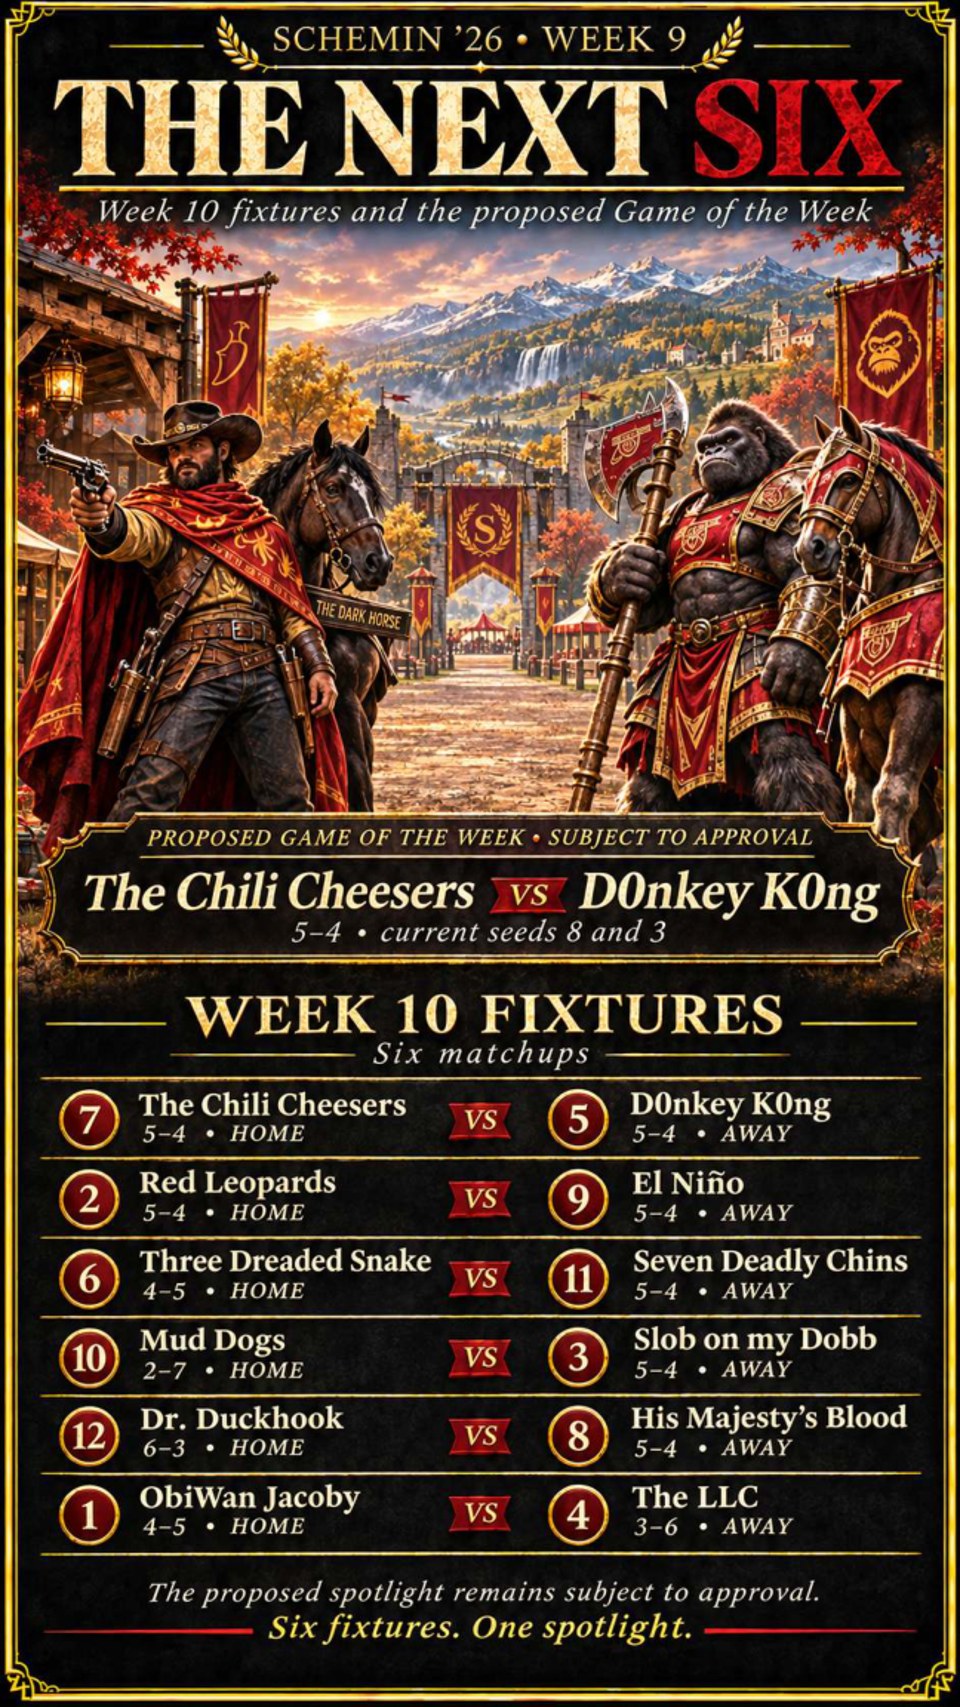 SCHEMIN ’26 • WEEK 9
THE NEXT SIX
Week 10 fixtures and the proposed Game of the Week
S
THE DARK HORSE
PROPOSED GAME OF THE WEEK • SUBJECT TO APPROVAL
The Chili Cheesers VS D0nkey K0ng
5–4 • current seeds 8 and 3
WEEK 10 FIXTURES
Six matchups
7 The Chili Cheesers VS 5 D0nkey K0ng
5–4 • HOME 5–4 • AWAY
2 Red Leopards VS 9 El Niño
5–4 • HOME 5–4 • AWAY
6 Three Dreaded Snake VS 11 Seven Deadly Chins
4–5 • HOME 5–4 • AWAY
10 Mud Dogs VS 3 Slob on my Dobb
2–7 • HOME 5–4 • AWAY
12 Dr. Duckhook VS 8 His Majesty’s Blood
6–3 • HOME 5–4 • AWAY
1 ObiWan Jacoby VS 4 The LLC
4–5 • HOME 3–6 • AWAY
The proposed spotlight remains subject to approval.
Six fixtures. One spotlight.